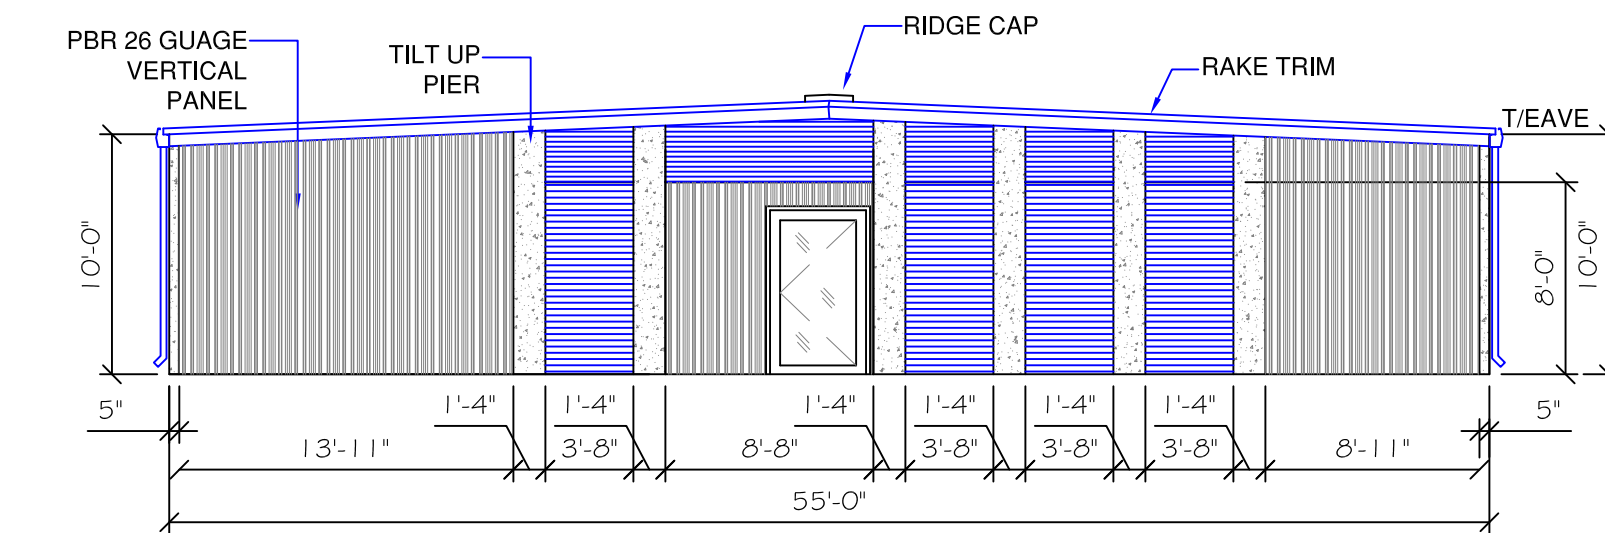 RIDGE CAP
PBR 26 GUAGE
VERTICAL
PANEL
TILT UP
PIER
RAKE TRIM
T/EAVE
10'-0"
8'-0"
10'-0"
5"
1'-4"
1'-4"
1'-4"
1'-4"
1'-4"
1'-4"
5"
13'-11"
3'-8"
8'-8"
3'-8"
3'-8"
3'-8"
8'-11"
55'-0"